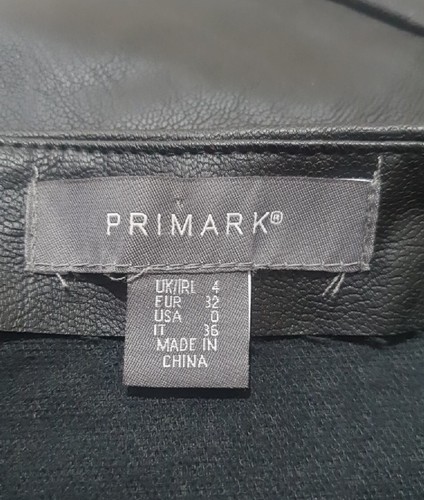 PRIMARK®
UK/IRL 4
EUR 32
USA 0
IT 36
MADE IN
CHINA